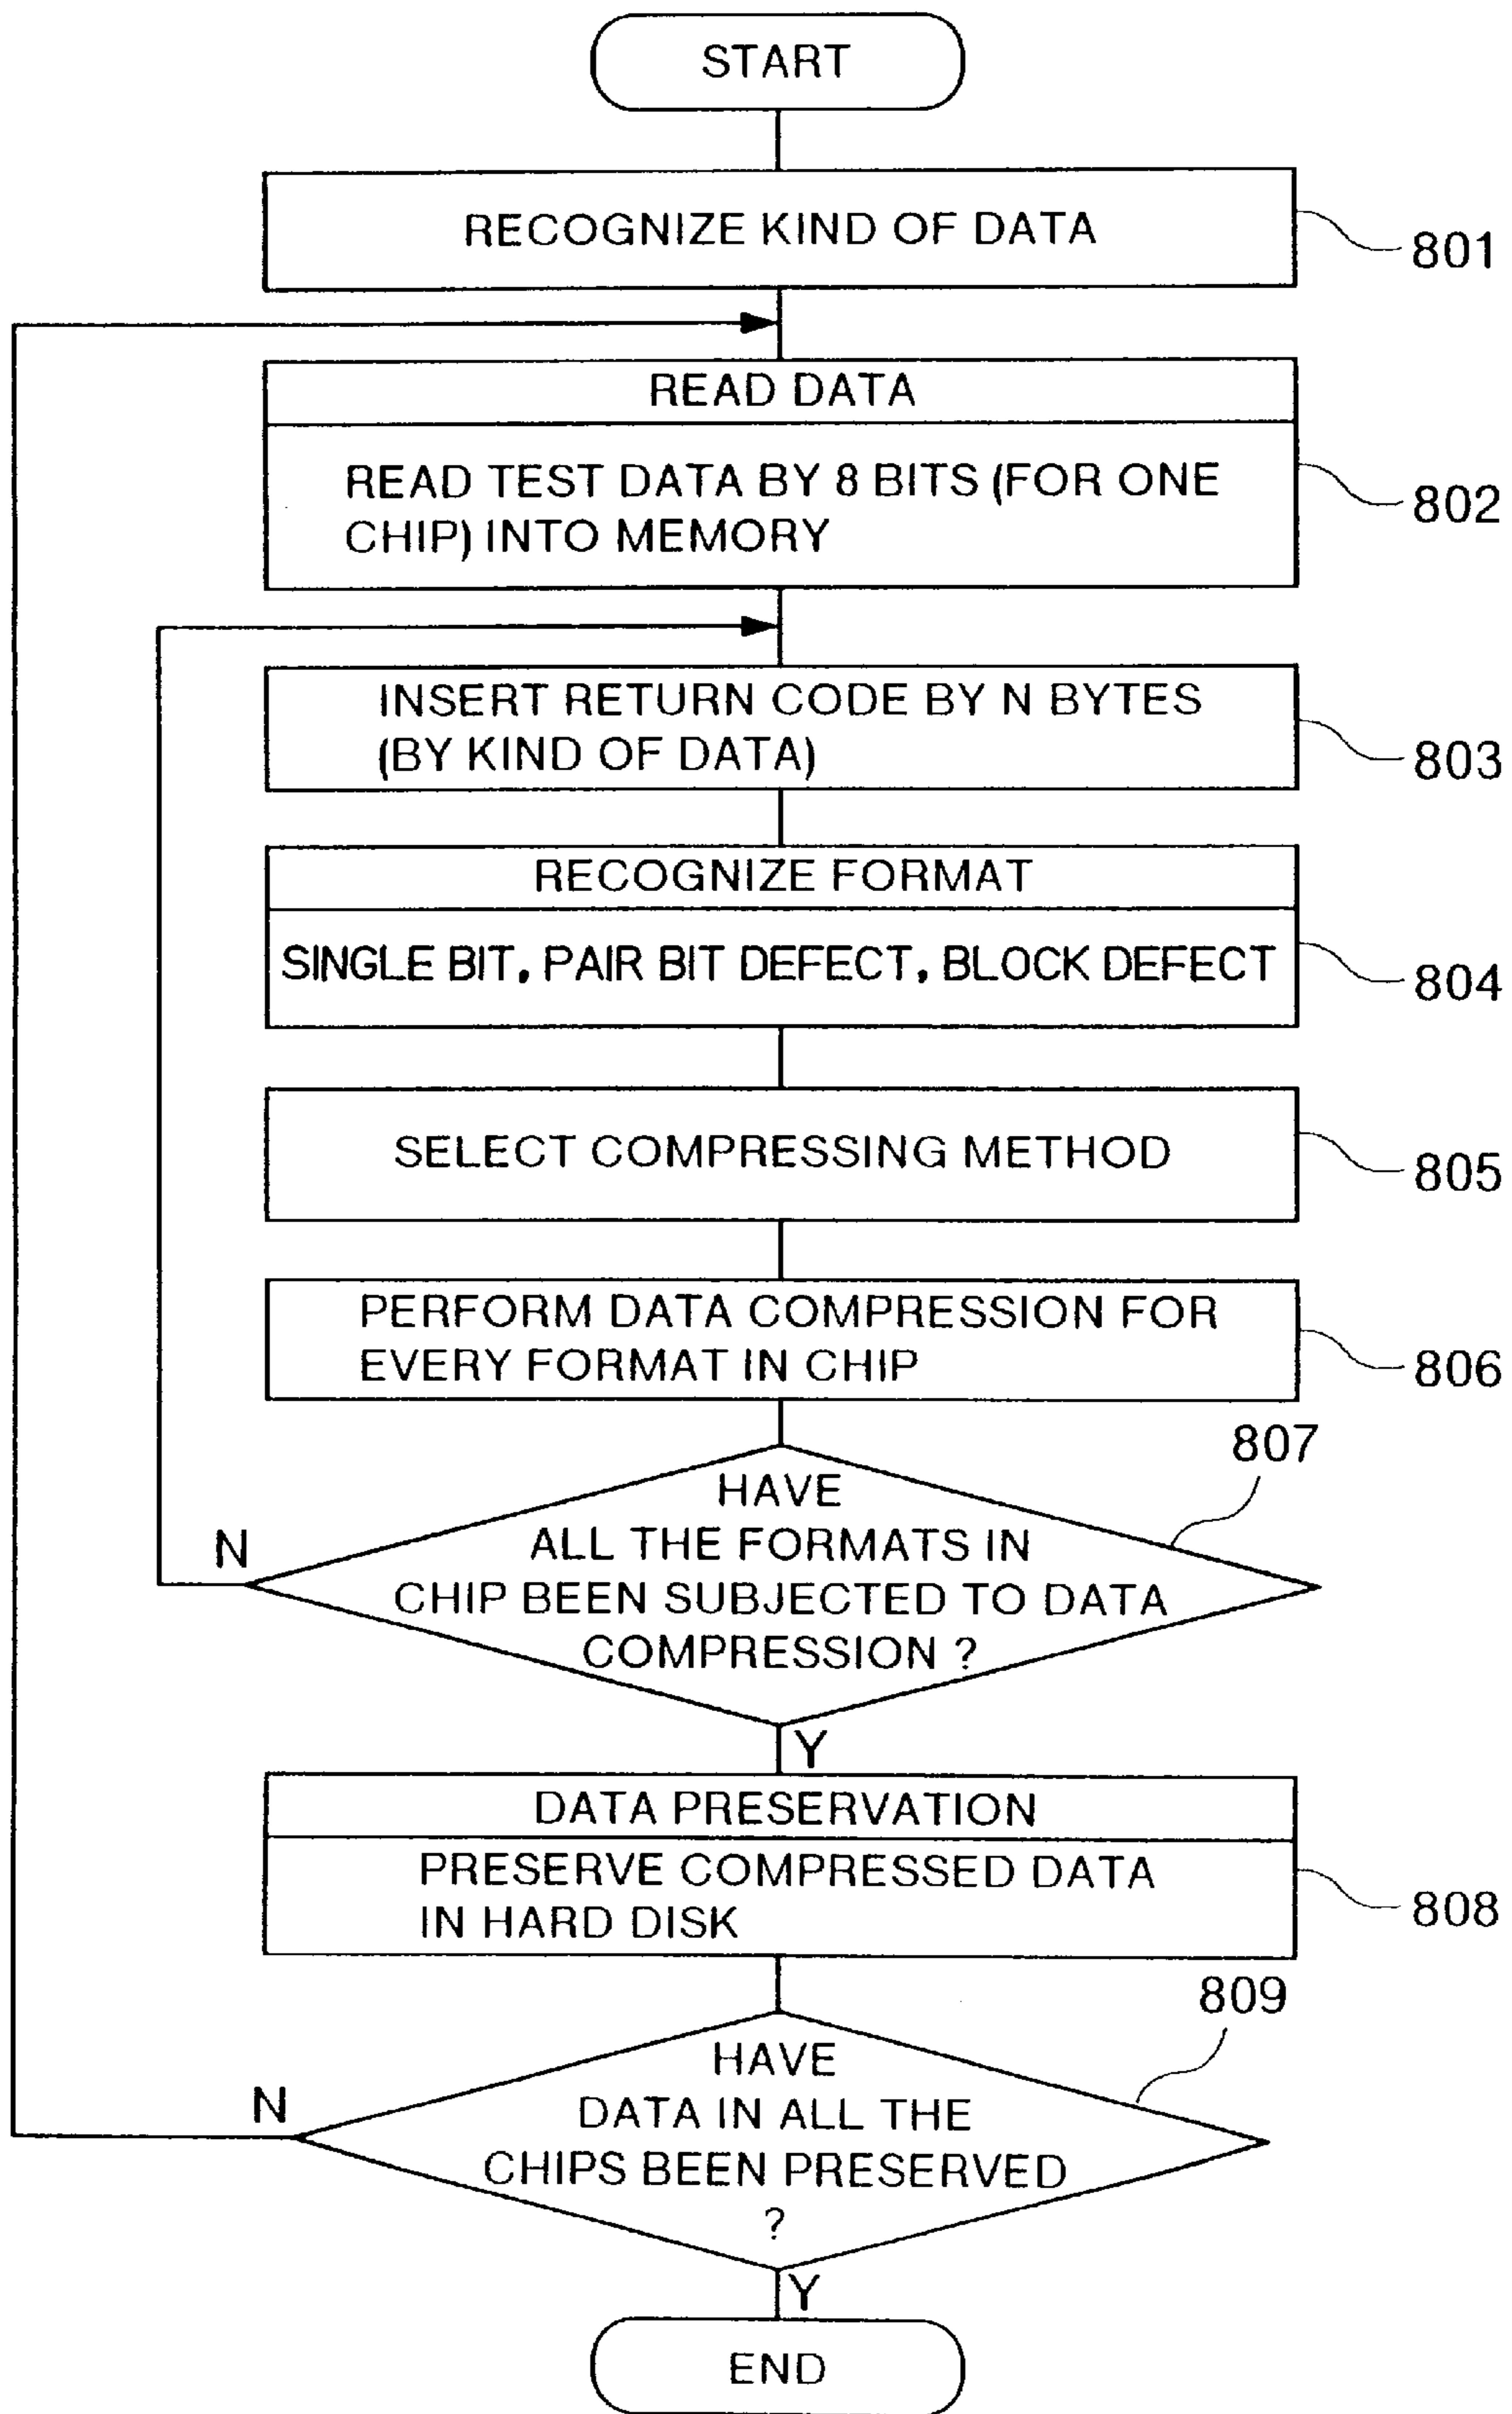 START
RECOGNIZE KIND OF DATA
801
READ DATA
READ TEST DATA BY 8 BITS (FOR ONE
CHIP) INTO MEMORY
802
INSERT RETURN CODE BY N BYTES
(BY KIND OF DATA)
803
RECOGNIZE FORMAT
SINGLE BIT, PAIR BIT DEFECT, BLOCK DEFECT
804
SELECT COMPRESSING METHOD
805
PERFORM DATA COMPRESSION FOR
EVERY FORMAT IN CHIP
806
807
HAVE
ALL THE FORMATS IN
CHIP BEEN SUBJECTED TO DATA
COMPRESSION ?
N
Y
DATA PRESERVATION
PRESERVE COMPRESSED DATA
IN HARD DISK
808
809
HAVE
DATA IN ALL THE
CHIPS BEEN PRESERVED
?
N
Y
END